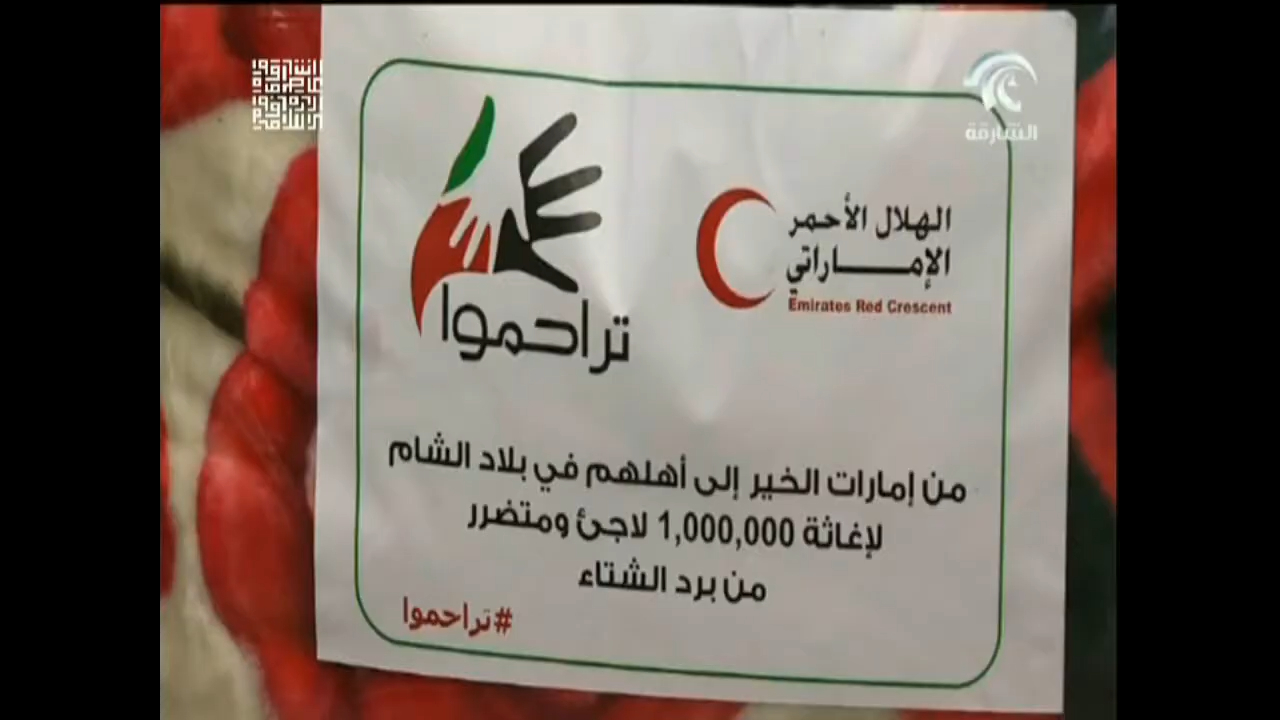 الشارقة
الهلال الأحمر
الإماراتي
Emirates Red Crescent
تراحموا
من إمارات الخير إلى أهلهم في بلاد الشام
لإغاثة 1,000,000 لاجئ ومتضرر
من برد الشتاء
#تراحموا